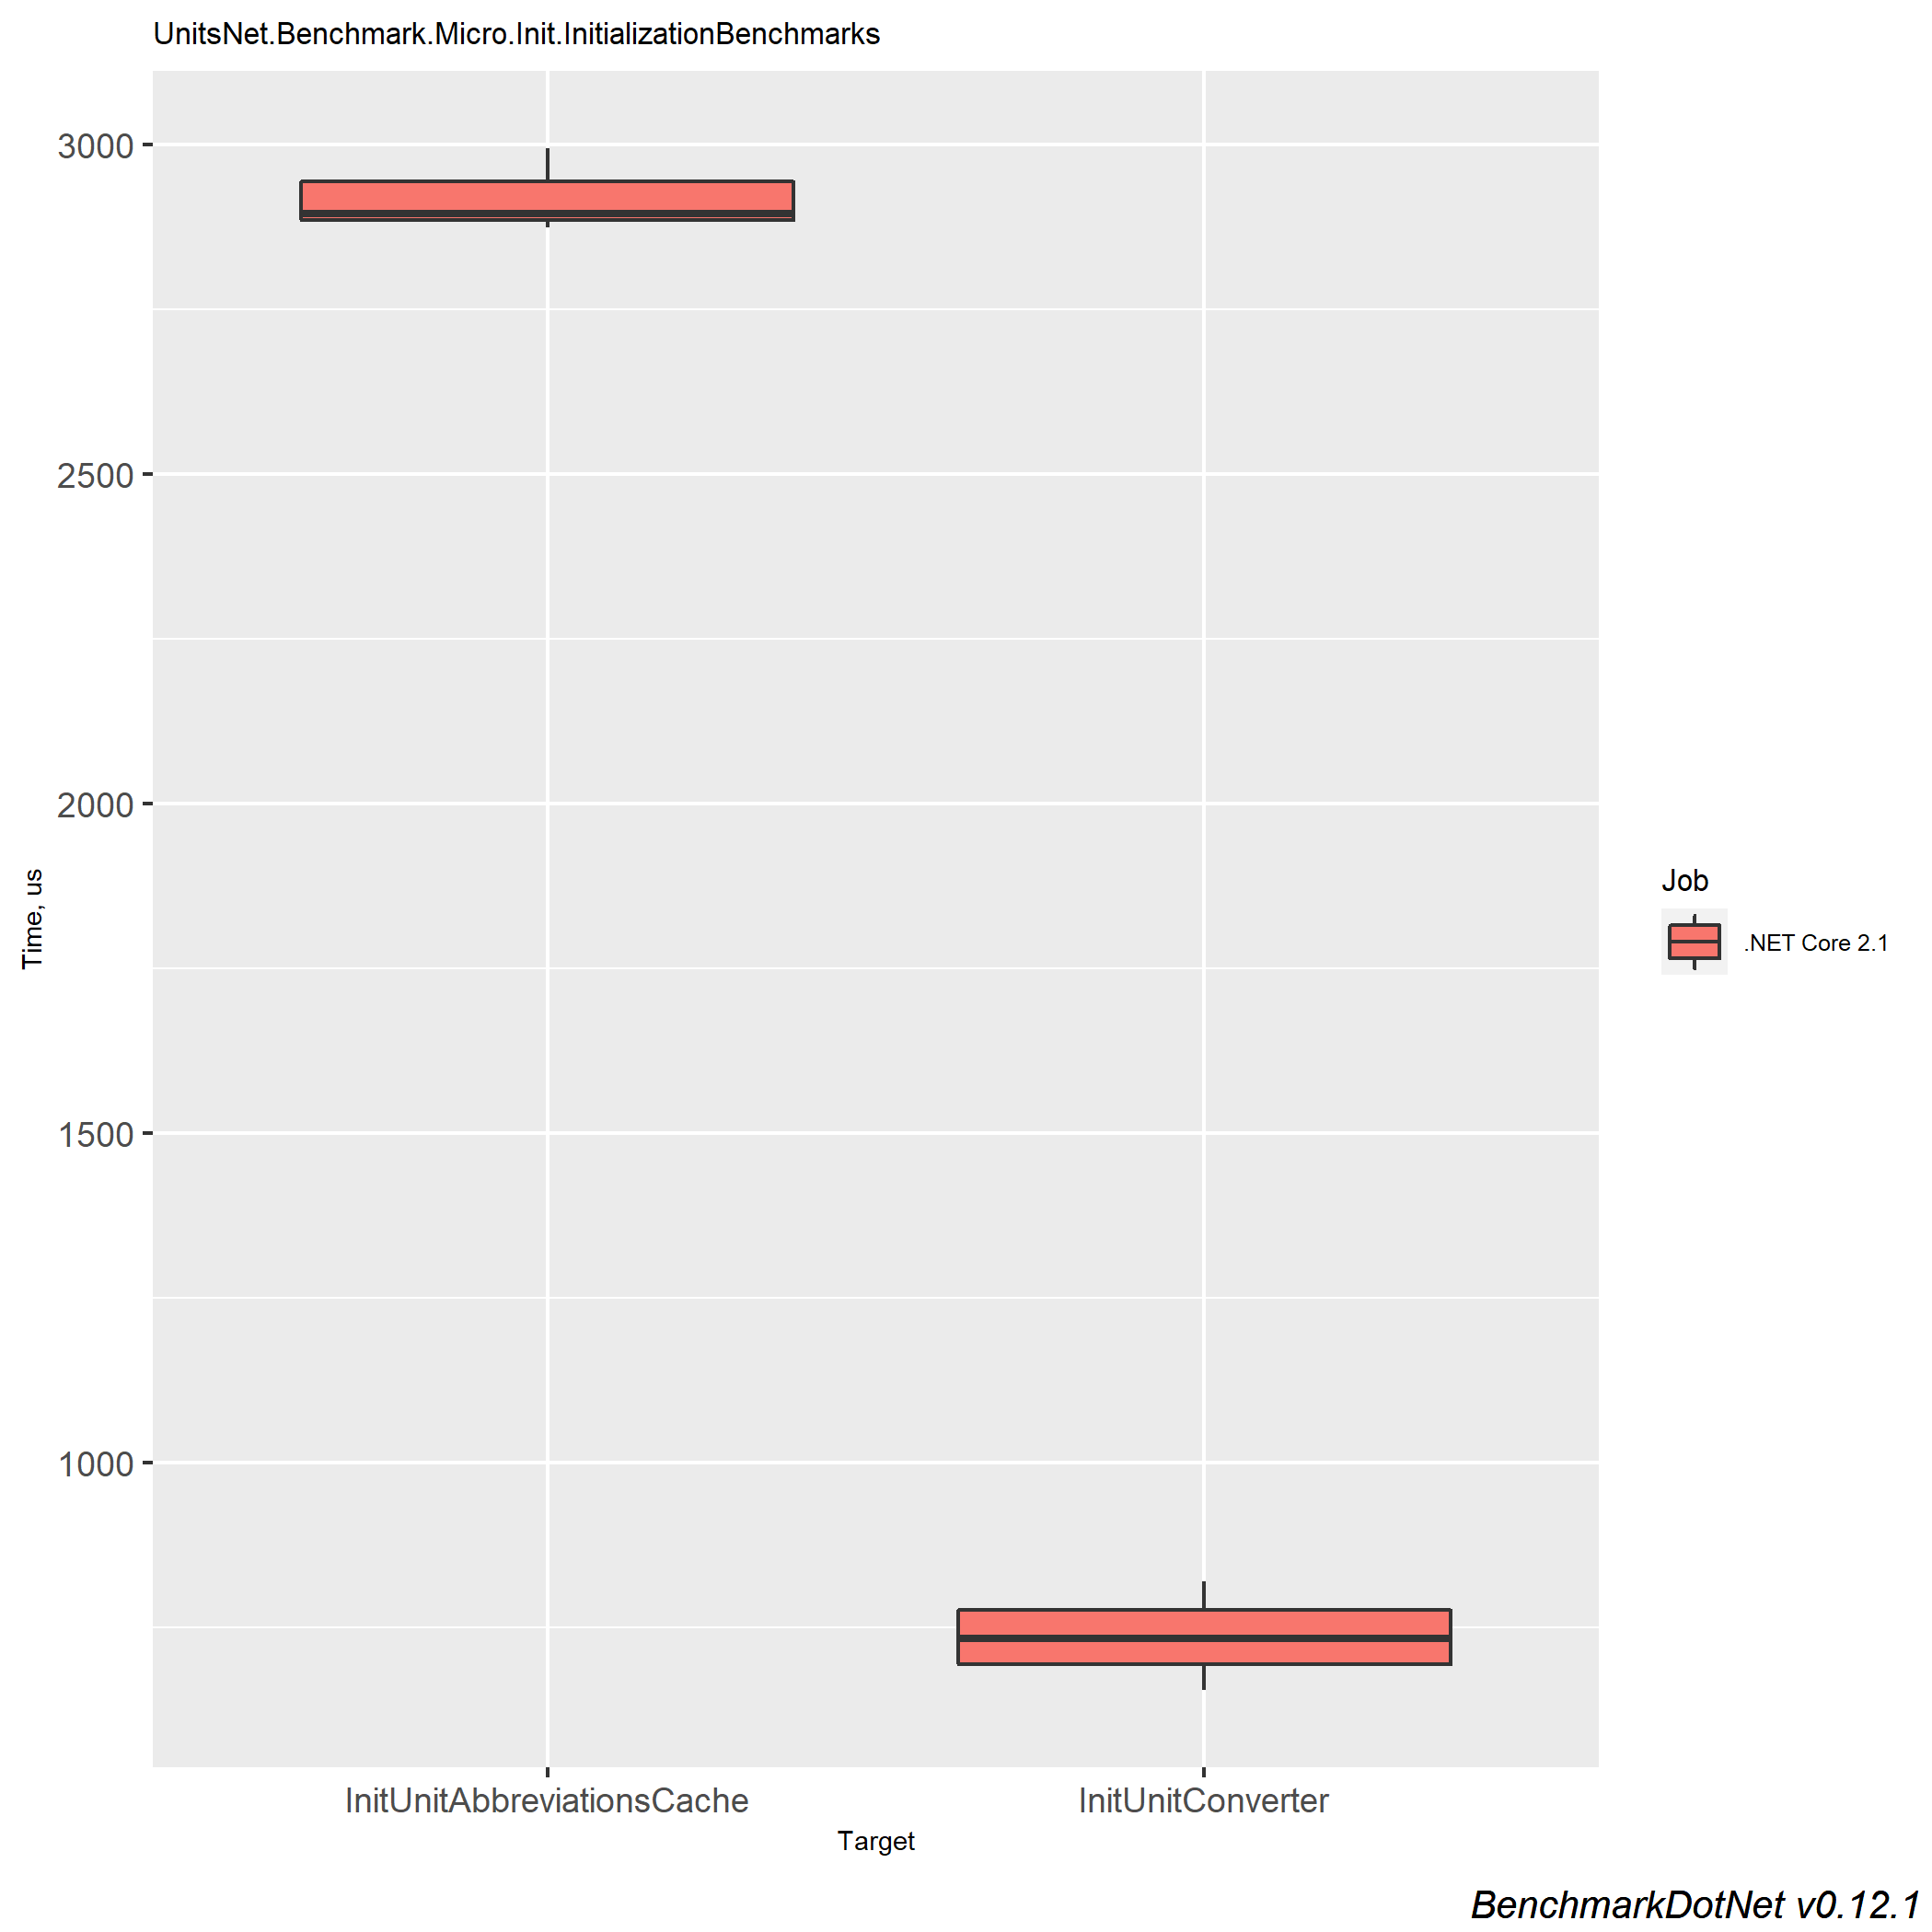 UnitsNet.Benchmark.Micro.Init.InitializationBenchmarks
3000
2500
2000
1500
1000
Time, us
InitUnitAbbreviationsCache
InitUnitConverter
Target
Job
.NET Core 2.1
BenchmarkDotNet v0.12.1